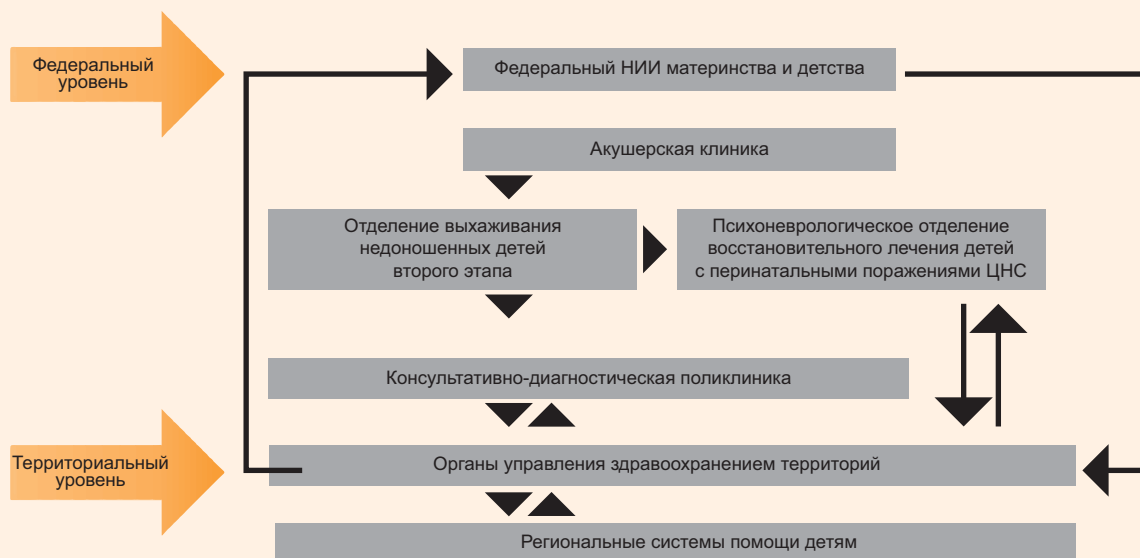 Федеральный
уровень
Федеральный НИИ материнства и детства
Акушерская клиника
Отделение выхаживания
недоношенных детей
второго этапа
Психоневрологическое отделение
восстановительного лечения детей
с перинатальными поражениями ЦНС
Консультативно-диагностическая поликлиника
Территориальный
уровень
Органы управления здравоохранением территорий
Региональные системы помощи детям